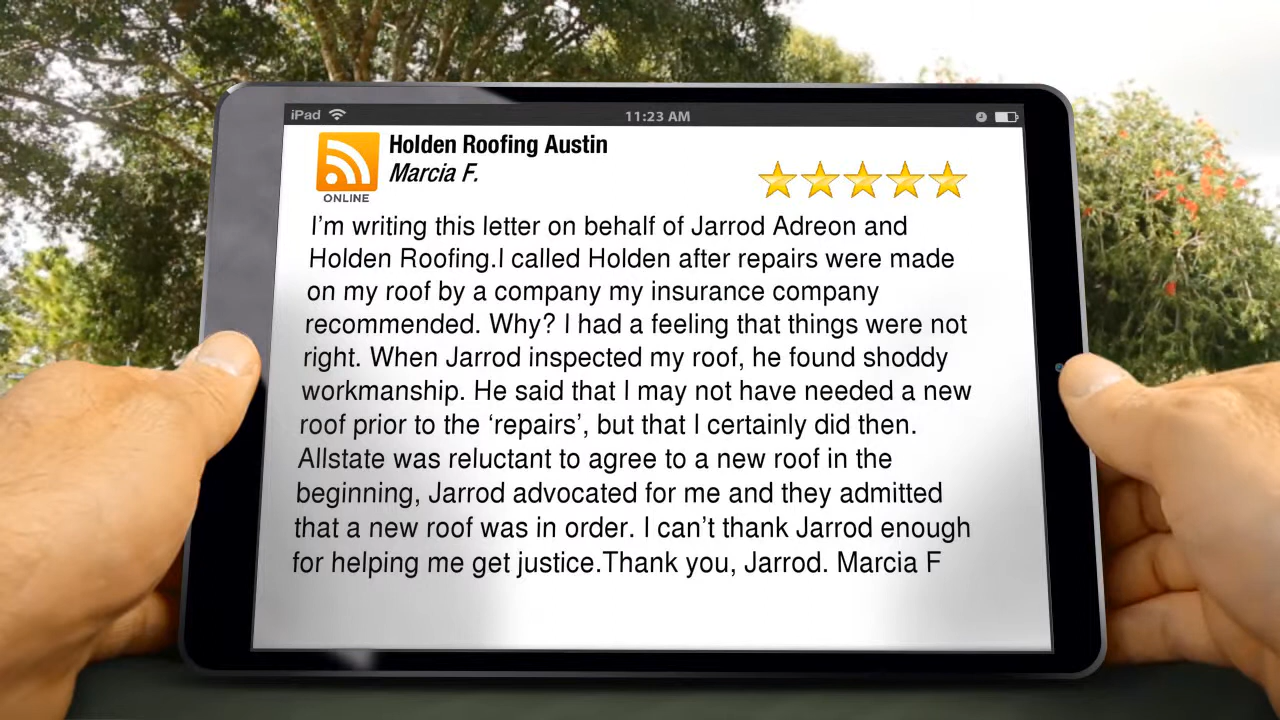 iPad 11:23 AM
Holden Roofing Austin
Marcia F.
ONLINE
I’m writing this letter on behalf of Jarrod Adreon and
Holden Roofing.I called Holden after repairs were made
on my roof by a company my insurance company
recommended. Why? I had a feeling that things were not
right. When Jarrod inspected my roof, he found shoddy
workmanship. He said that I may not have needed a new
roof prior to the ‘repairs’, but that I certainly did then.
Allstate was reluctant to agree to a new roof in the
beginning, Jarrod advocated for me and they admitted
that a new roof was in order. I can’t thank Jarrod enough
for helping me get justice.Thank you, Jarrod. Marcia F